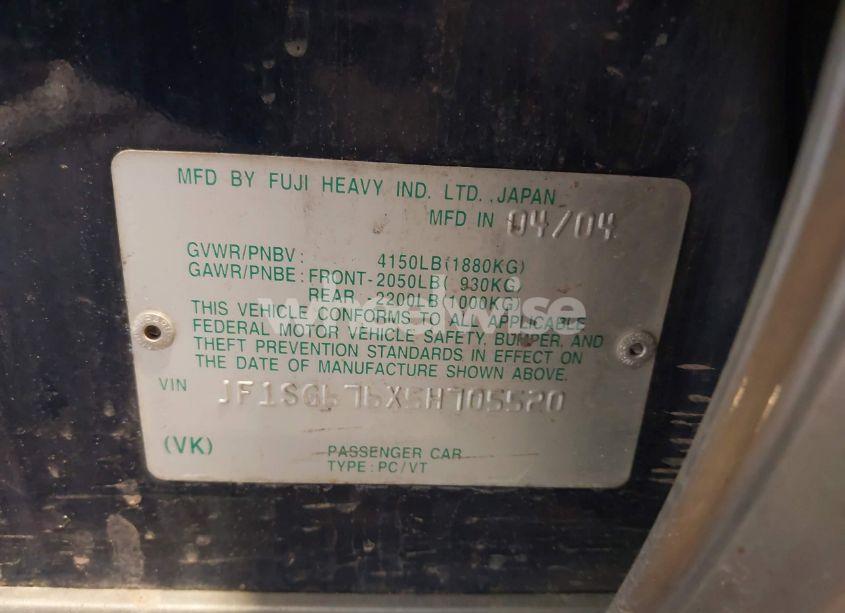 MFD BY FUJI HEAVY IND. LTD., JAPAN
MFD IN 04/04
GVWR/PNBV : 4150LB(1880KG)
GAWR/PNBE : FRONT-2050LB( 930KG)
REAR -2200LB(1000KG)
THIS VEHICLE CONFORMS TO ALL APPLICABLE
FEDERAL MOTOR VEHICLE SAFETY, BUMPER, AND
THEFT PREVENTION STANDARDS IN EFFECT ON
THE DATE OF MANUFACTURE SHOWN ABOVE.
VIN JF1SG676X5H705520
(VK) PASSENGER CAR
TYPE : PC/VT